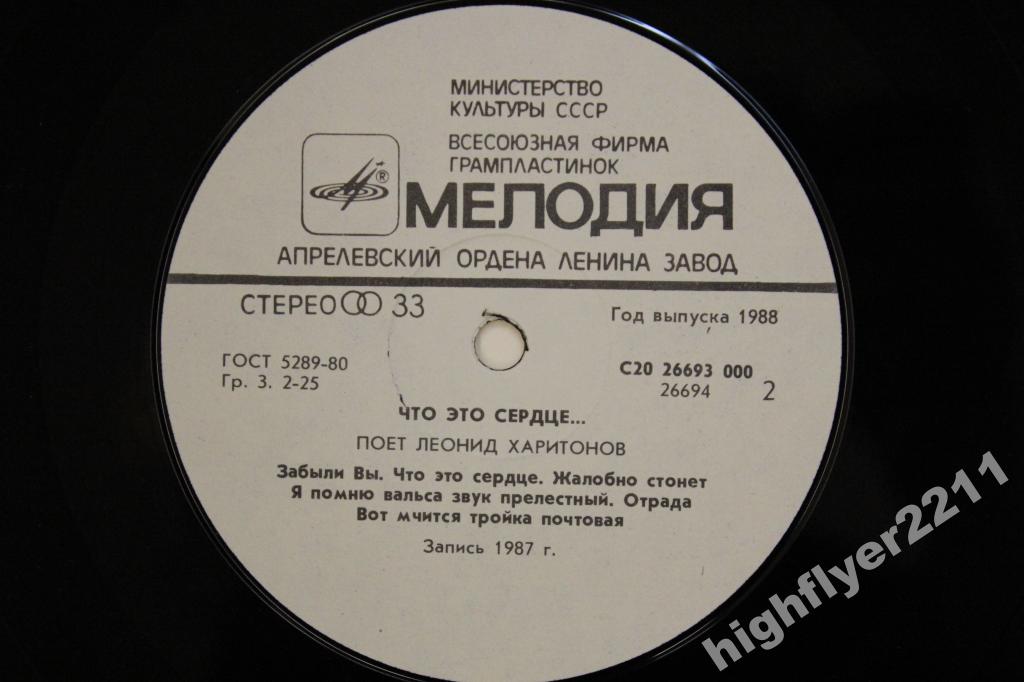 МИНИСТЕРСТВО
КУЛЬТУРЫ СССР
ВСЕСОЮЗНАЯ ФИРМА
ГРАМПЛАСТИНОК
®
МЕЛОДИЯ
АПРЕЛЕВСКИЙ ОРДЕНА ЛЕНИНА ЗАВОД
СТЕРЕО 33
Год выпуска 1988
ГОСТ 5289-80
Гр. 3. 2-25
С20 26693 000
26694 2
ЧТО ЭТО СЕРДЦЕ...
ПОЕТ ЛЕОНИД ХАРИТОНОВ
Забыли Вы. Что это сердце. Жалобно стонет
Я помню вальса звук прелестный. Отрада
Вот мчится тройка почтовая
Запись 1987 г.
highflyer2211